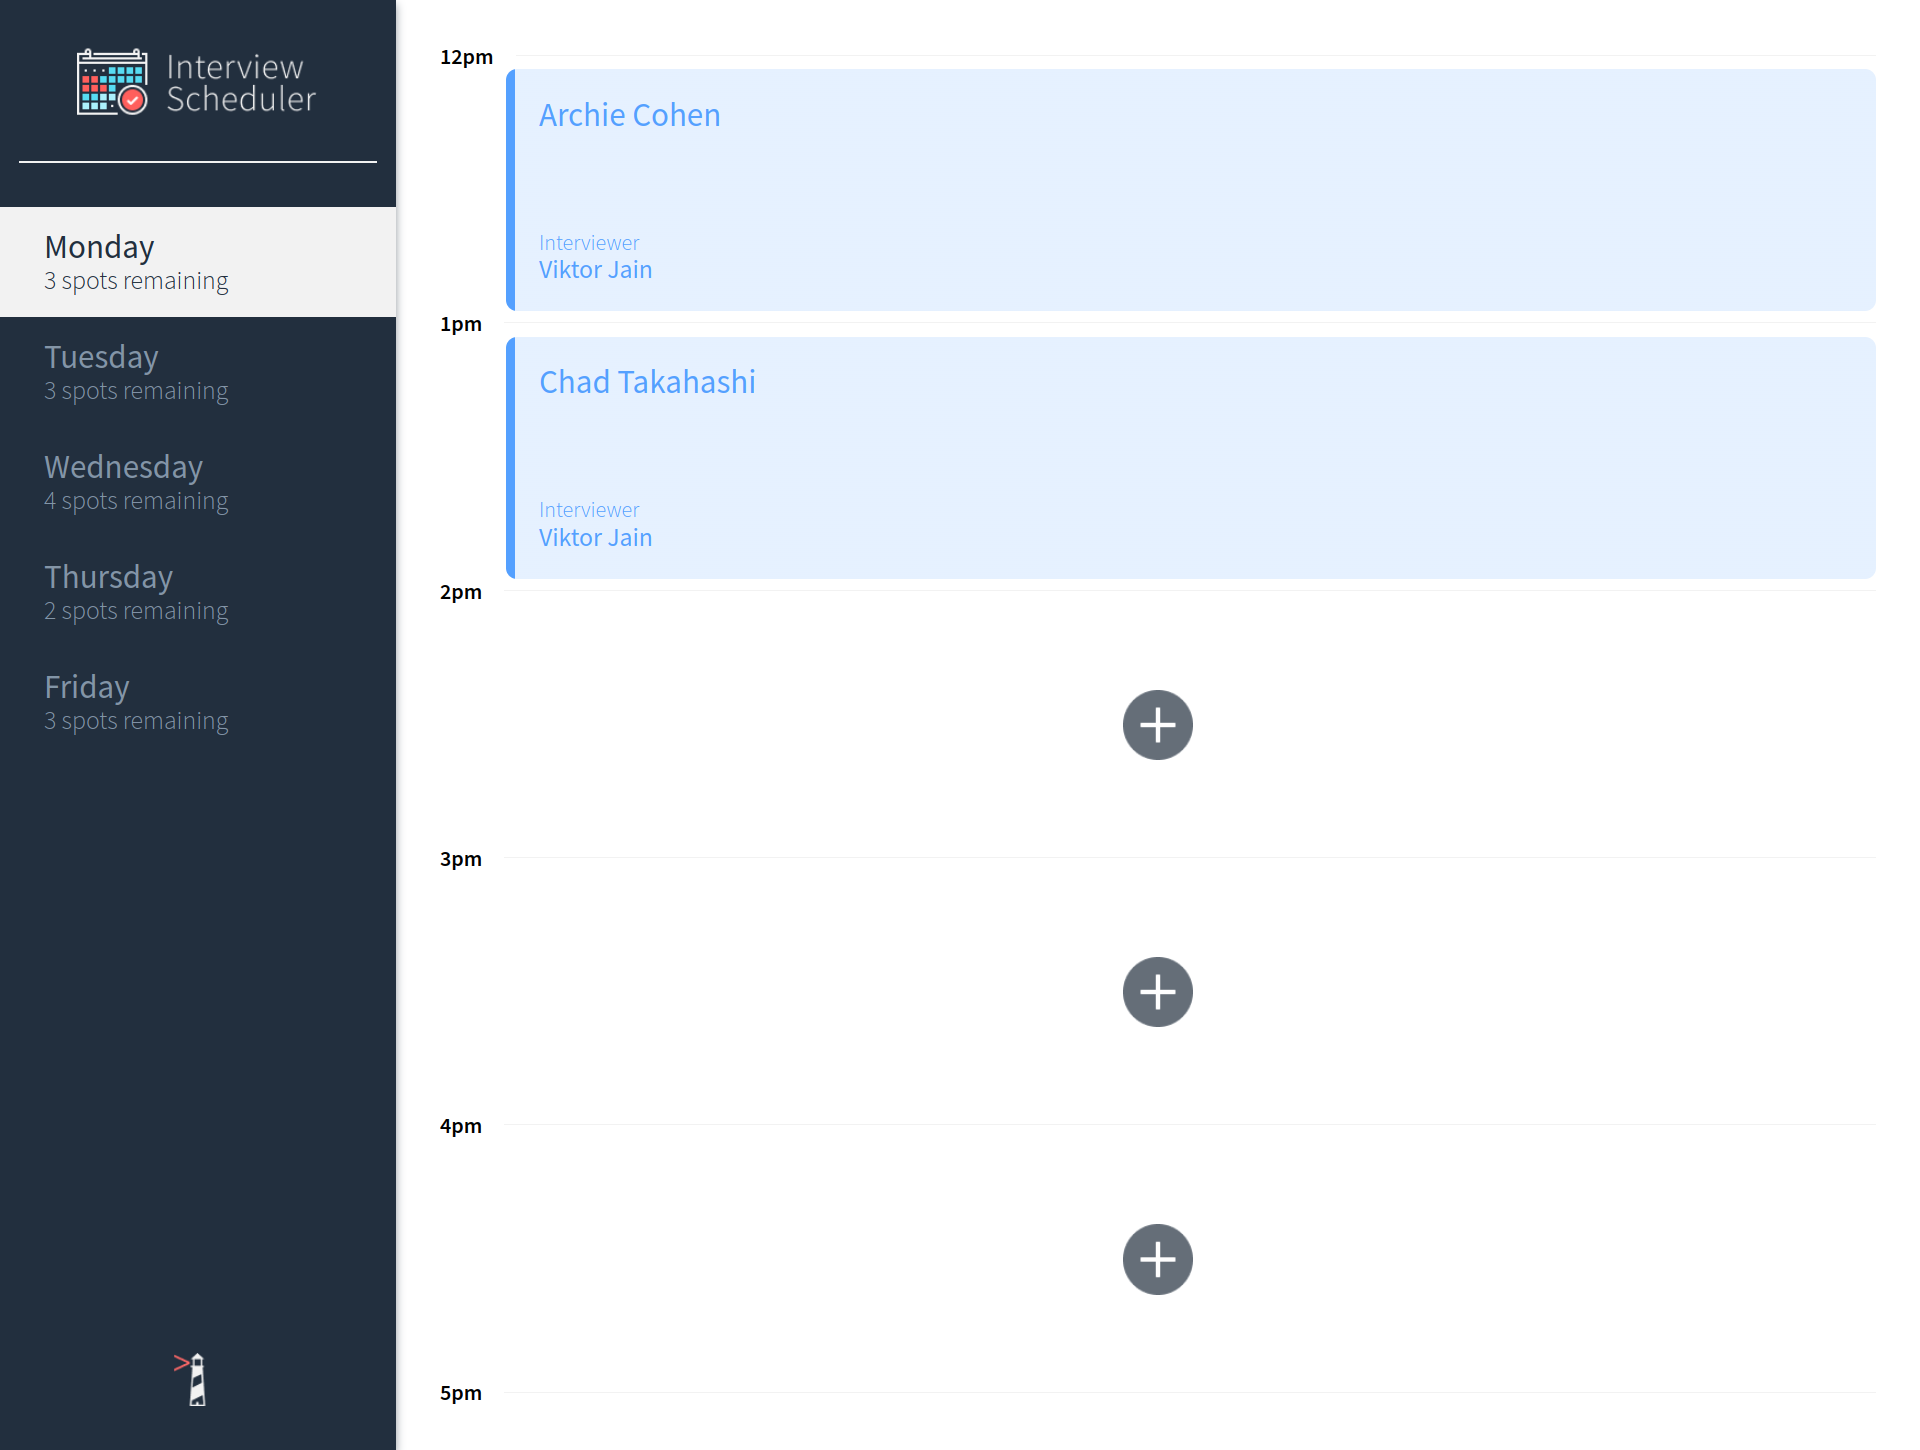 Interview
Scheduler
Monday
3 spots remaining
Tuesday
3 spots remaining
Wednesday
4 spots remaining
Thursday
2 spots remaining
Friday
3 spots remaining
12pm
Archie Cohen
Interviewer
Viktor Jain
1pm
Chad Takahashi
Interviewer
Viktor Jain
2pm
3pm
4pm
5pm